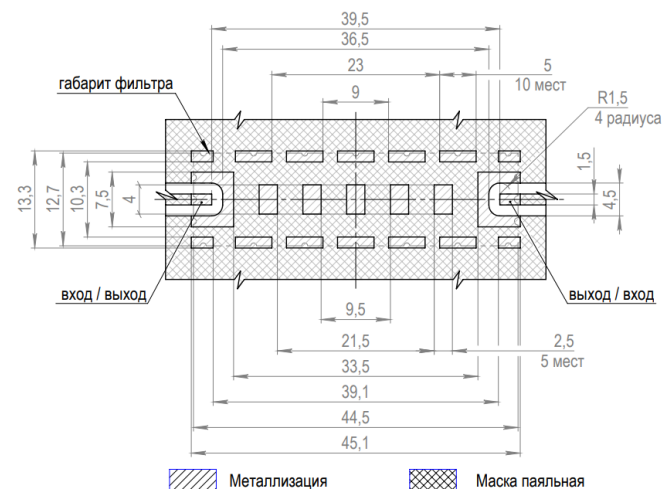 39,5
36,5
23
5
10 мест
габарит фильтра
9
R1,5
4 радиуса
13,3
12,7
10,3
7,5
4
1,5
4,5
вход / выход
выход / вход
9,5
21,5
2,5
5 мест
33,5
39,1
44,5
45,1
Металлизация
Маска паяльная